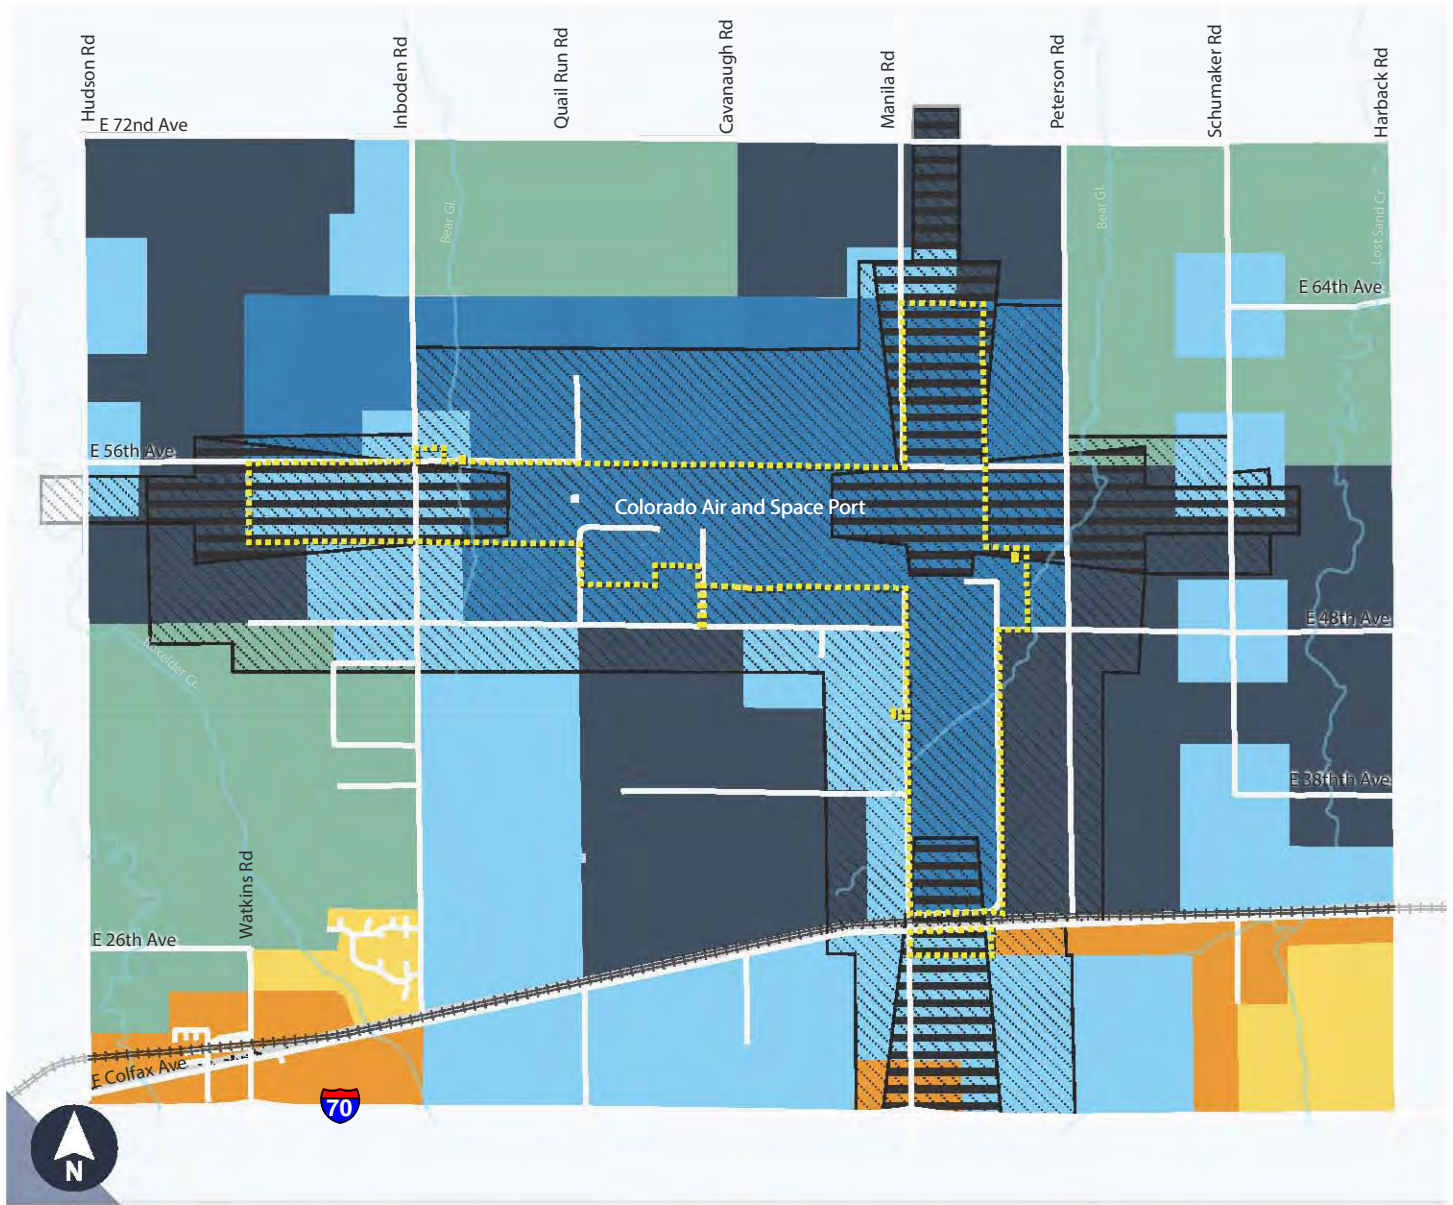 Hudson Rd
Inboden Rd
Quail Run Rd
Cavanaugh Rd
Manila Rd
Peterson Rd
Schumaker Rd
Harback Rd
E 72nd Ave
Bear Gl.
Bear Gl.
Lost Sand Cr
E 64th Ave
E 56th Ave
Colorado Air and Space Port
E 48th Ave
Boxelder Cr.
E 38thth Ave
Watkins Rd
E 26th Ave
E Colfax Ave
70
N